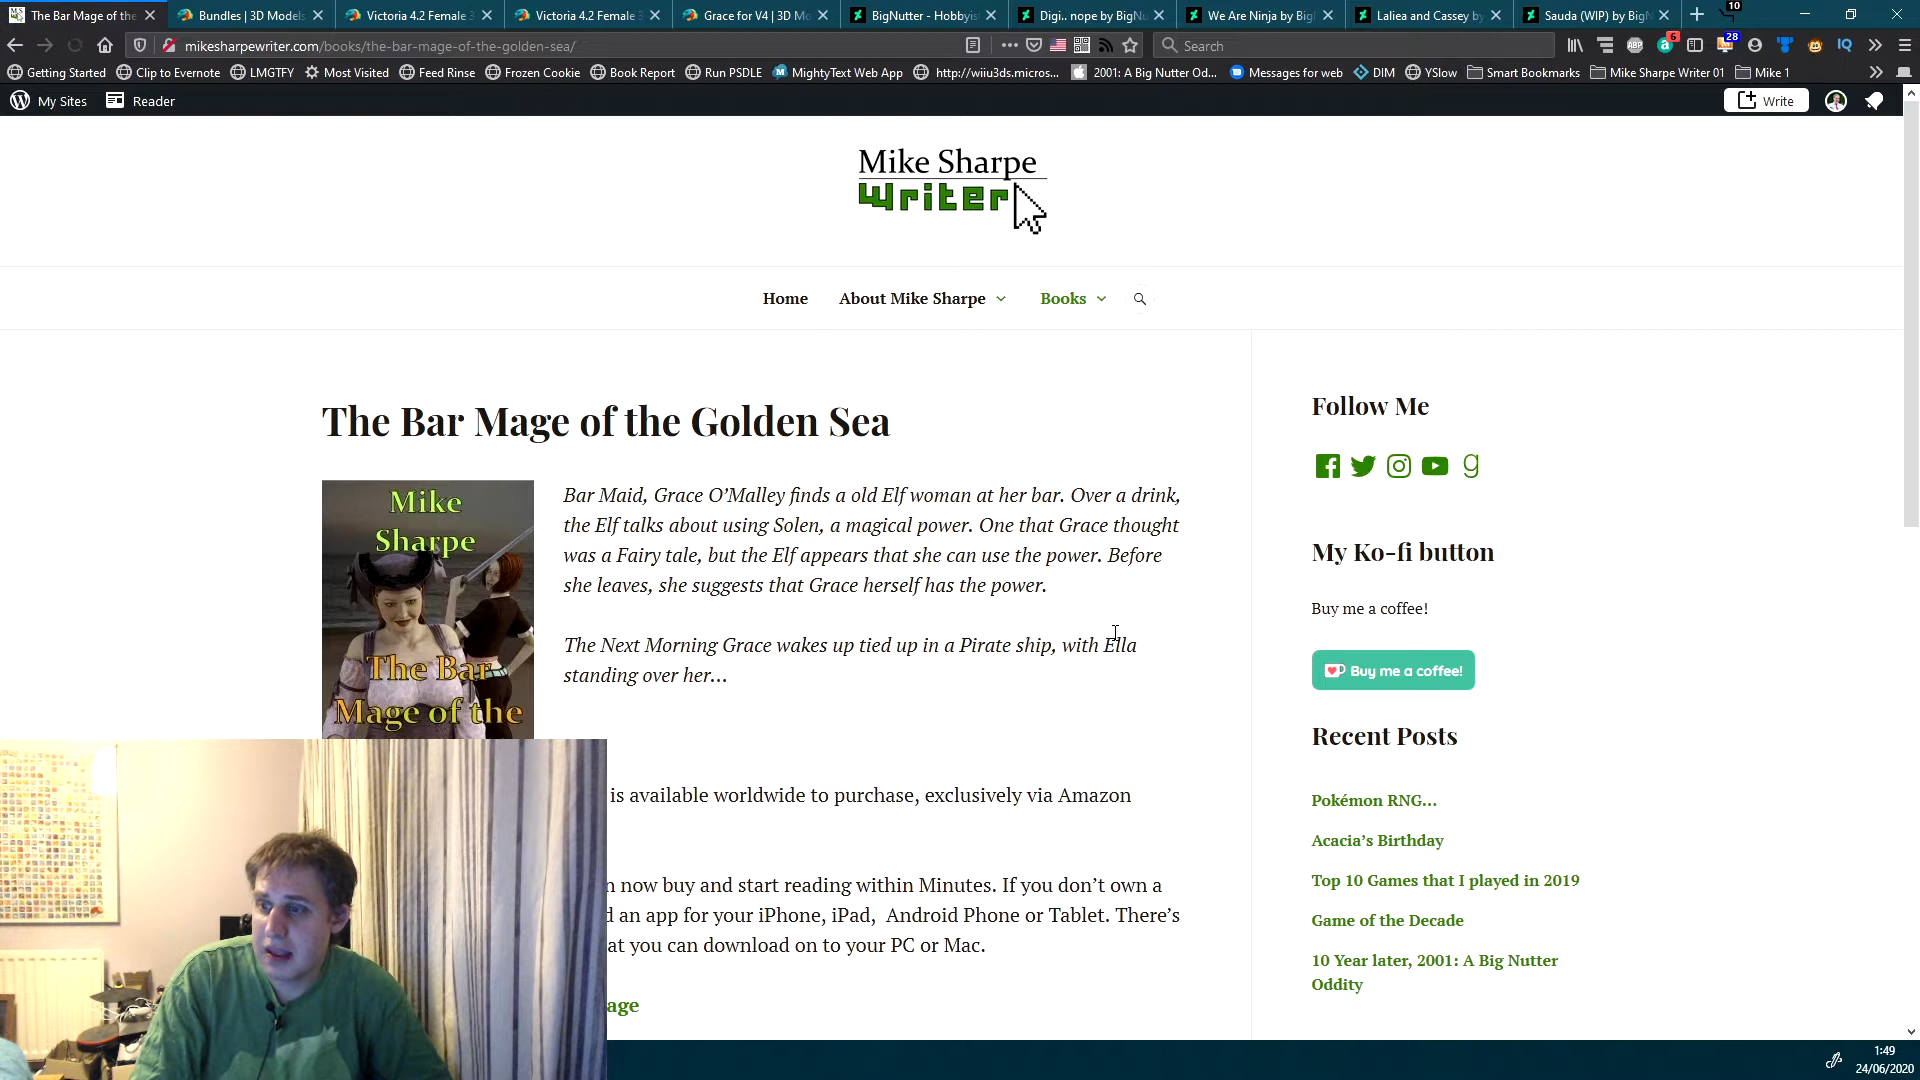 The Bar Mage of the
Bundles | 3D Models
Victoria 4.2 Female 3
Victoria 4.2 Female 3
Grace for V4 | 3D Mo
BigNutter - Hobbyist
Digi.. nope by BigNu
We Are Ninja by Big
Laliea and Cassey by
Sauda (WIP) by BigN
10
mikesharpewriter.com/books/the-bar-mage-of-the-golden-sea/
Search
ABP
6
28
IQ
Getting Started
Clip to Evernote
LMGTFY
Most Visited
Feed Rinse
Frozen Cookie
Book Report
Run PSDLE
MightyText Web App
http://wiiu3ds.micros...
2001: A Big Nutter Od...
Messages for web
DIM
YSlow
Smart Bookmarks
Mike Sharpe Writer 01
Mike 1
My Sites
Reader
Write
Mike Sharpe
Writer
Home
About Mike Sharpe
Books
The Bar Mage of the Golden Sea
Mike
Sharpe
The Bar
Mage of the
Bar Maid, Grace O’Malley finds a old Elf woman at her bar. Over a drink,
the Elf talks about using Solen, a magical power. One that Grace thought
was a Fairy tale, but the Elf appears that she can use the power. Before
she leaves, she suggests that Grace herself has the power.
The Next Morning Grace wakes up tied up in a Pirate ship, with Ella
standing over her…
is available worldwide to purchase, exclusively via Amazon
n now buy and start reading within Minutes. If you don’t own a
d an app for your iPhone, iPad, Android Phone or Tablet. There’s
at you can download on to your PC or Mac.
age
Follow Me
My Ko-fi button
Buy me a coffee!
Buy me a coffee!
Recent Posts
Pokémon RNG…
Acacia’s Birthday
Top 10 Games that I played in 2019
Game of the Decade
10 Year later, 2001: A Big Nutter
Oddity
1:49
24/06/2020